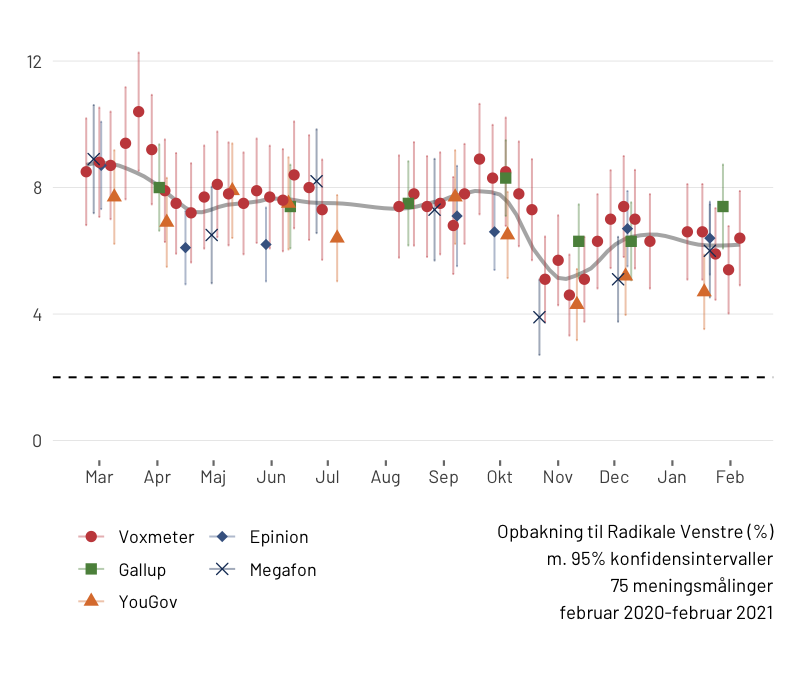 12
8
4
0
Mar Apr Maj Jun Jul Aug Sep Okt Nov Dec Jan Feb
Voxmeter Epinion
Gallup Megafon
YouGov
Opbakning til Radikale Venstre (%)
m. 95% konfidensintervaller
75 meningsmålinger
februar 2020-februar 2021